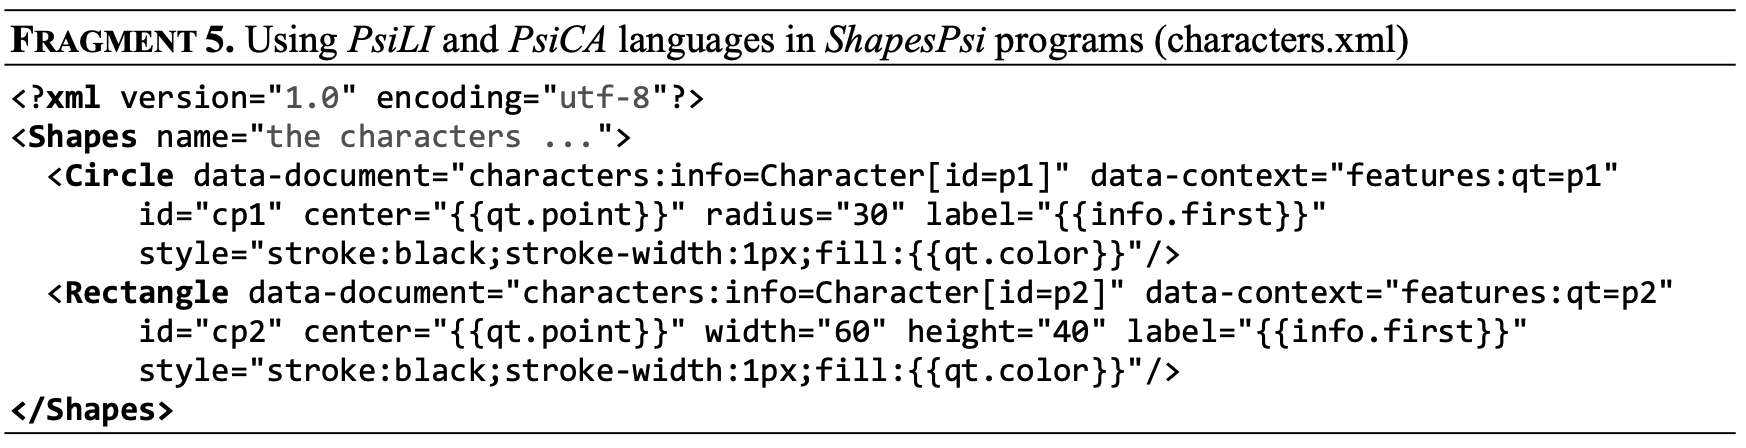 FRAGMENT 5. Using PsiLI and PsiCA languages in ShapesPsi programs (characters.xml)
<?xml version="1.0" encoding="utf-8"?>
<Shapes name="the characters ...">
  <Circle data-document="characters:info=Character[id=p1]" data-context="features:qt=p1"
       id="cp1" center="{{qt.point}}" radius="30" label="{{info.first}}"
       style="stroke:black;stroke-width:1px;fill:{{qt.color}}"/>
  <Rectangle data-document="characters:info=Character[id=p2]" data-context="features:qt=p2"
       id="cp2" center="{{qt.point}}" width="60" height="40" label="{{info.first}}"
       style="stroke:black;stroke-width:1px;fill:{{qt.color}}"/>
</Shapes>